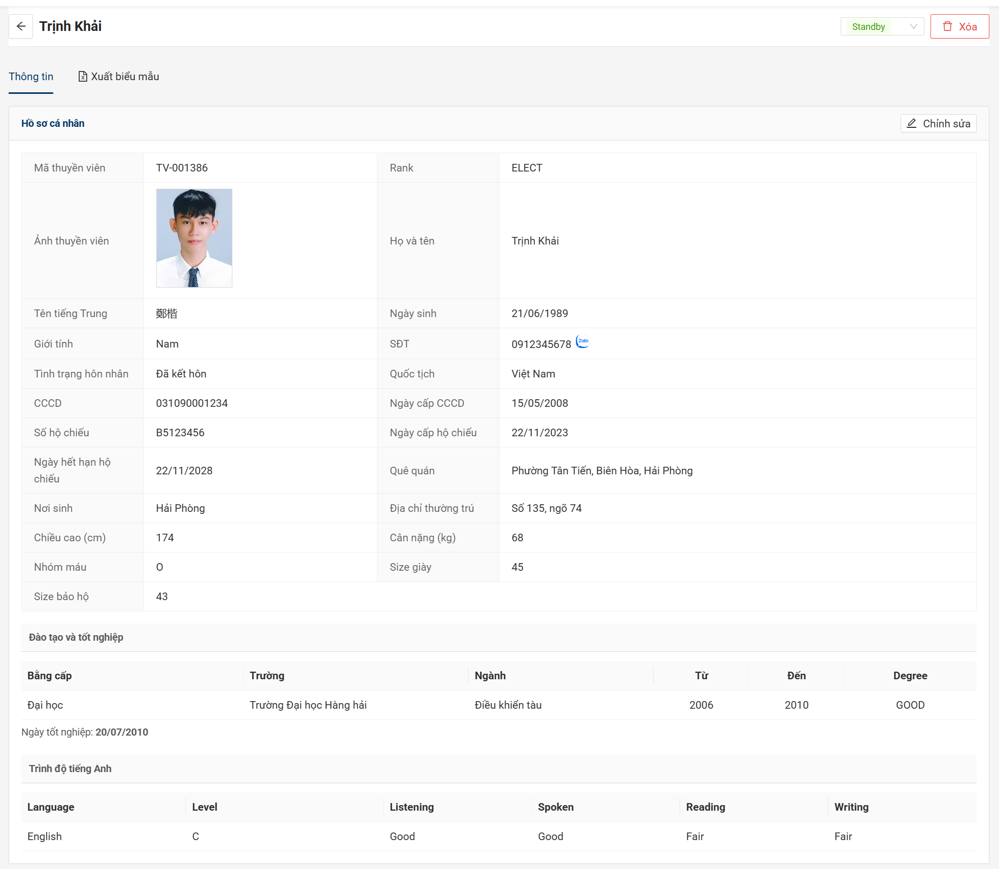 Trịnh Khải
Standby
Xóa
Thông tin
Xuất biểu mẫu
Hồ sơ cá nhân
Chỉnh sửa
Mã thuyền viên TV-001386 Rank ELECT
Ảnh thuyền viên Họ và tên Trịnh Khải
Tên tiếng Trung 鄭楷 Ngày sinh 21/06/1989
Giới tính Nam SĐT 0912345678 Zalo
Tình trạng hôn nhân Đã kết hôn Quốc tịch Việt Nam
CCCD 031090001234 Ngày cấp CCCD 15/05/2008
Số hộ chiếu B5123456 Ngày cấp hộ chiếu 22/11/2023
Ngày hết hạn hộ
chiếu
22/11/2028 Quê quán Phường Tân Tiến, Biên Hòa, Hải Phòng
Nơi sinh Hải Phòng Địa chỉ thường trú Số 135, ngõ 74
Chiều cao (cm) 174 Cân nặng (kg) 68
Nhóm máu O Size giày 45
Size bảo hộ 43
Đào tạo và tốt nghiệp
Bằng cấp Trường Ngành Từ Đến Degree
Đại học Trường Đại học Hàng hải Điều khiển tàu 2006 2010 GOOD
Ngày tốt nghiệp: 20/07/2010
Trình độ tiếng Anh
Language Level Listening Spoken Reading Writing
English C Good Good Fair Fair